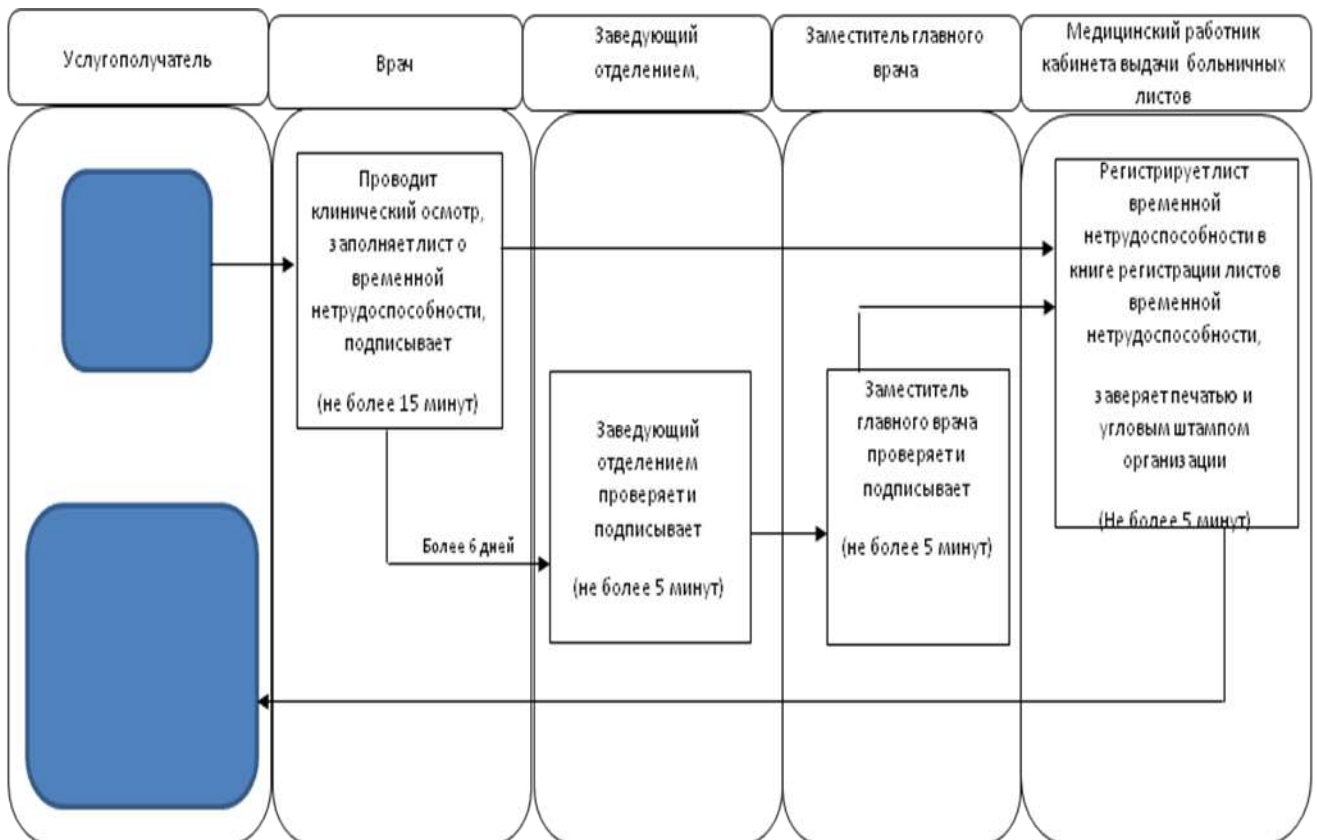 Услугополучатель
Врач
Заведующий
отделением,
Заместитель главного
врача
Медицинский работник
кабинета выдачи больничных
листов
Проводит
клинический осмотр,
заполняет лист о
временной
нетрудоспособности,
подписывает
(не более 15 минут)
Более 6 дней
Заведующий
отделением
проверяет и
подписывает
(не более 5 минут)
Заместитель
главного врача
проверяет и
подписывает
(не более 5 минут)
Регистрирует лист
временной
нетрудоспособности в
книге регистрации листов
временной
нетрудоспособности,
заверяет печатью и
угловым штампом
организации
(Не более 5 минут)